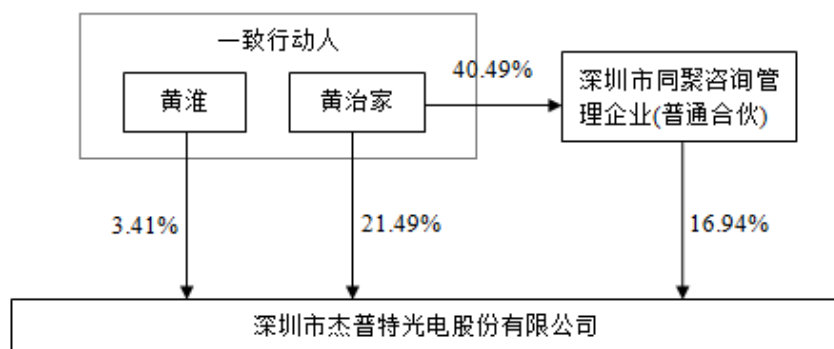 一致行动人
40.49%
黄淮
黄治家
深圳市同聚咨询管
理企业(普通合伙)
3.41%
21.49%
16.94%
深圳市杰普特光电股份有限公司